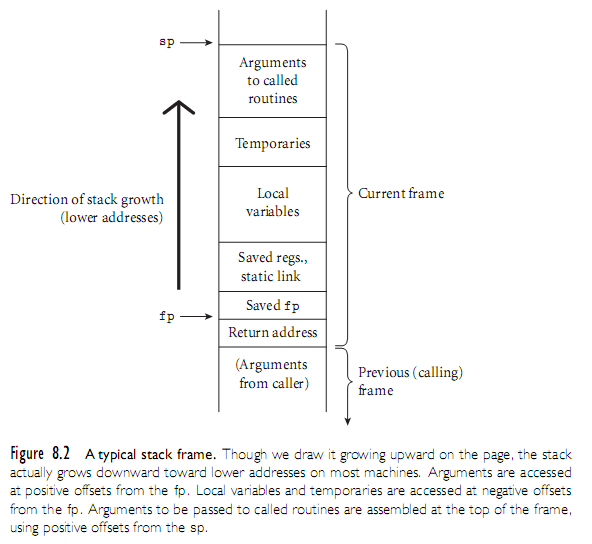 sp
Arguments
to called
routines
Temporaries
Direction of stack growth
(lower addresses)
Local
variables
Current frame
Saved regs.,
static link
fp
Saved fp
Return address
(Arguments
from caller)
Previous (calling)
frame
Figure 8.2 A typical stack frame. Though we draw it growing upward on the page, the stack
actually grows downward toward lower addresses on most machines. Arguments are accessed
at positive offsets from the fp. Local variables and temporaries are accessed at negative offsets
from the fp. Arguments to be passed to called routines are assembled at the top of the frame,
using positive offsets from the sp.